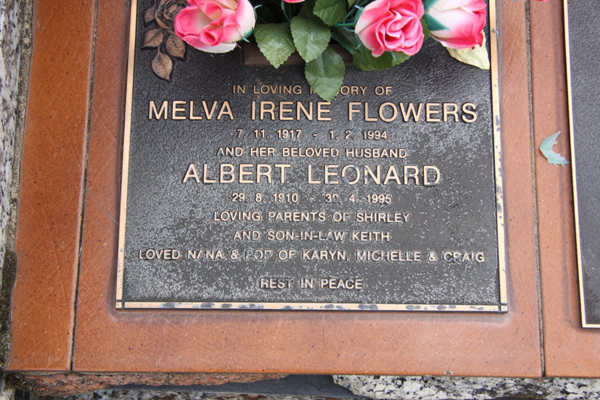 IN LOVING MEMORY OF
MELVA IRENE FLOWERS
7. 11. 1917 - 1. 2. 1994
AND HER BELOVED HUSBAND
ALBERT LEONARD
29. 8. 1910 - 30. 4. 1995
LOVING PARENTS OF SHIRLEY
AND SON-IN-LAW KEITH
LOVED NANA & POP OF KARYN, MICHELLE & CRAIG
REST IN PEACE